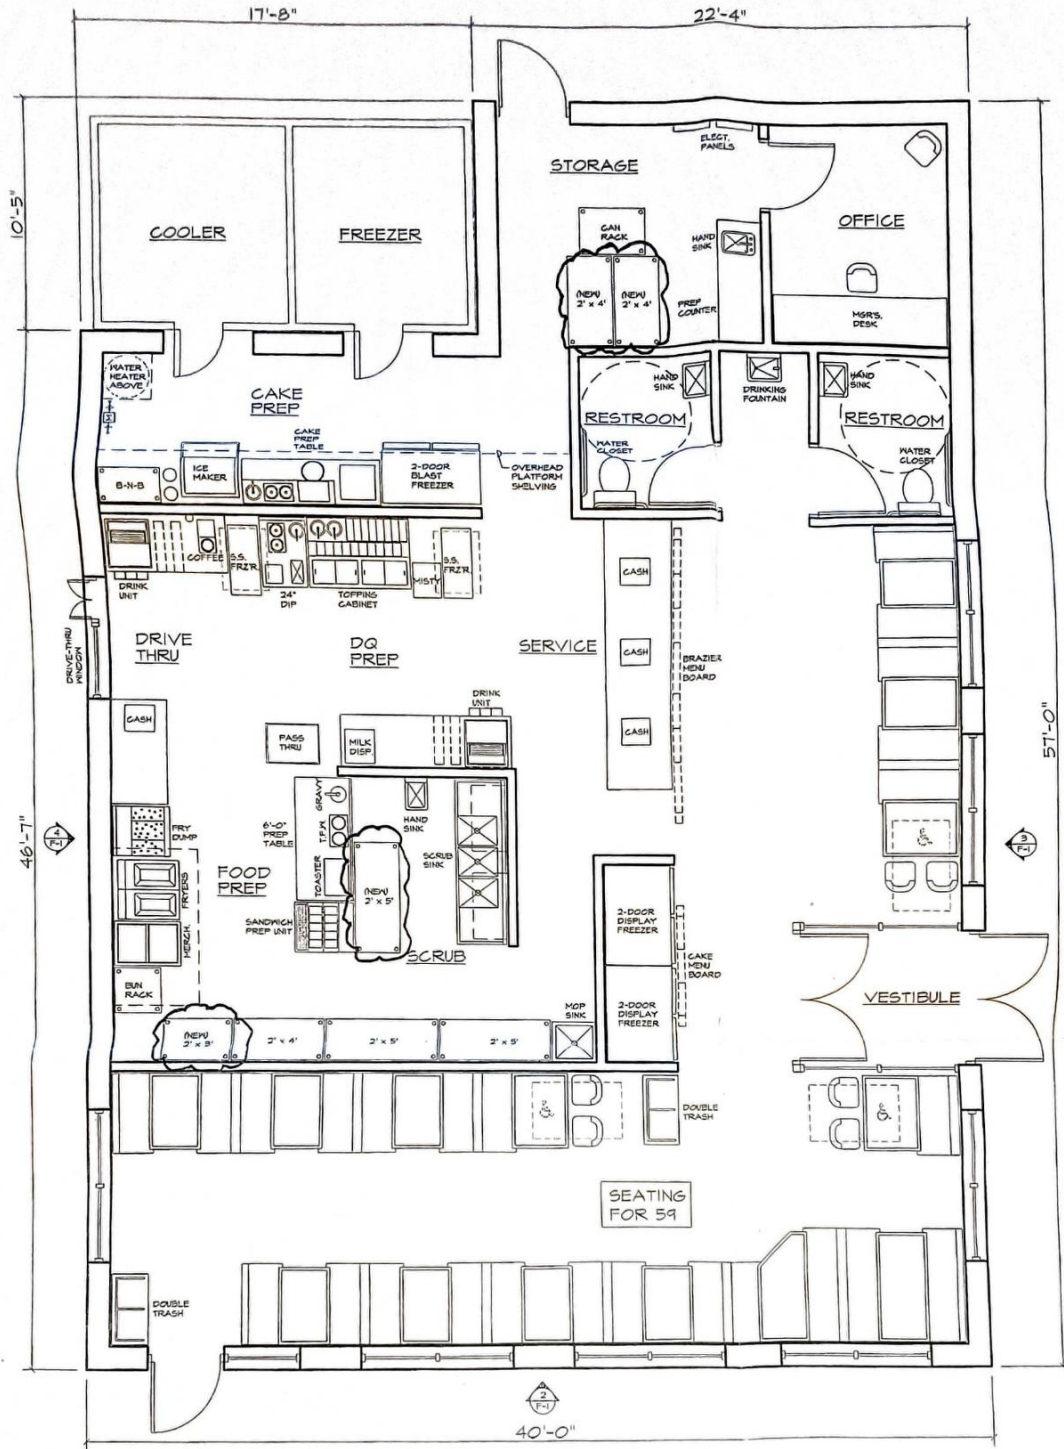 17'-8"
22'-4"
10'-5"
COOLER
FREEZER
STORAGE
ELECT.
PANELS
OFFICE
CAN
RACK
HAND
SINK
(NEW)
2' x 4'
(NEW)
2' x 4'
PREP
COUNTER
MGR'S.
DESK
WATER
HEATER
ABOVE
CAKE
PREP
HAND
SINK
DRINKING
FOUNTAIN
HAND
SINK
RESTROOM
RESTROOM
WATER
CLOSET
WATER
CLOSET
CAKE
PREP
TABLE
B-N-B
ICE
MAKER
2-DOOR
BLAST
FREEZER
OVERHEAD
PLATFORM
SHELVING
COFFEE
S.S.
FRZ'R.
S.S.
FRZ'R.
DRINK
UNIT
24"
DIP
TOPPING
CABINET
MISTY
CASH
DRIVE-THRU
WINDOW
DRIVE
THRU
DQ
PREP
SERVICE
CASH
BRAZIER
MENU
BOARD
CASH
DRINK
UNIT
CASH
PASS
THRU
MILK
DISP.
57'-0"
46'-7"
4
F-1
3
F-1
FRY
DUMP
6'-0"
PREP
TABLE
GRAVY
T.F.W.
TOASTER
HAND
SINK
SCRUB
SINK
FOOD
PREP
FRYERS
(NEW)
2' x 5'
SANDWICH
PREP UNIT
MERCH.
SCRUB
2-DOOR
DISPLAY
FREEZER
CAKE
MENU
BOARD
BUN
RACK
2-DOOR
DISPLAY
FREEZER
VESTIBULE
MOP
SINK
(NEW)
2' x 3'
2' x 4'
2' x 5'
2' x 5'
DOUBLE
TRASH
SEATING
FOR 59
DOUBLE
TRASH
2
F-1
40'-0"